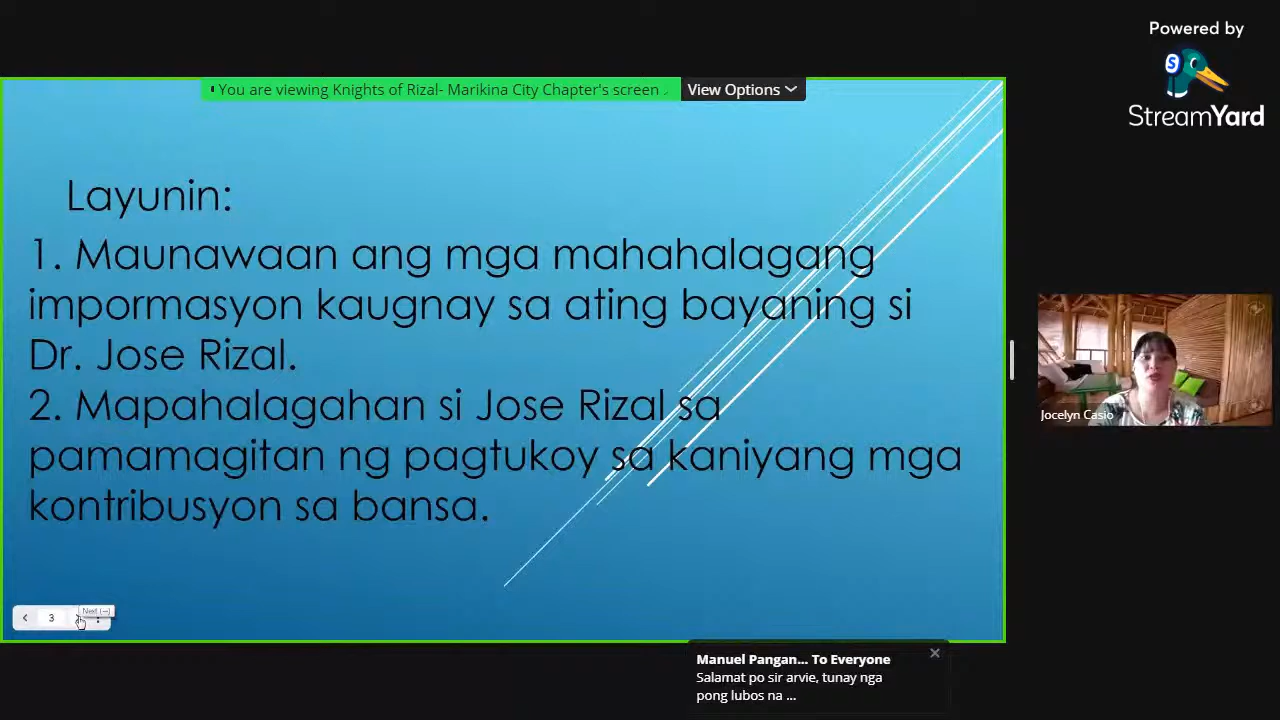 Powered by
S
StreamYard
You are viewing Knights of Rizal- Marikina City Chapter's screen
View Options
Layunin:
1. Maunawaan ang mga mahahalagang
impormasyon kaugnay sa ating bayaning si
Dr. Jose Rizal.
2. Mapahalagahan si Jose Rizal sa
pamamagitan ng pagtukoy sa kaniyang mga
kontribusyon sa bansa.
Jocelyn Casio
Next (→)
3
Manuel Pangan... To Everyone
Salamat po sir arvie, tunay nga
pong lubos na ...